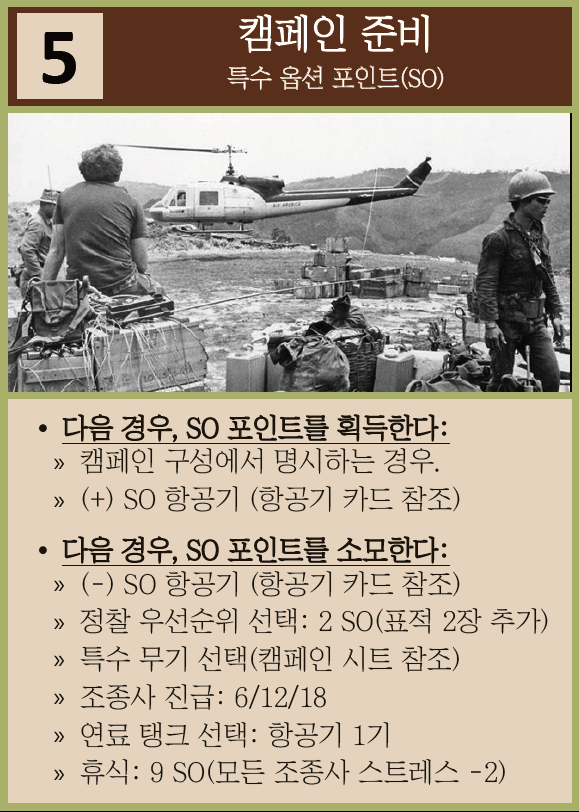 5
캠페인 준비
특수 옵션 포인트(SO)
AIR AMERICA
• 다음 경우, SO 포인트를 획득한다:
» 캠페인 구성에서 명시하는 경우.
» (+) SO 항공기 (항공기 카드 참조)
• 다음 경우, SO 포인트를 소모한다:
» (-) SO 항공기 (항공기 카드 참조)
» 정찰 우선순위 선택: 2 SO(표적 2장 추가)
» 특수 무기 선택(캠페인 시트 참조)
» 조종사 진급: 6/12/18
» 연료 탱크 선택: 항공기 1기
» 휴식: 9 SO(모든 조종사 스트레스 -2)